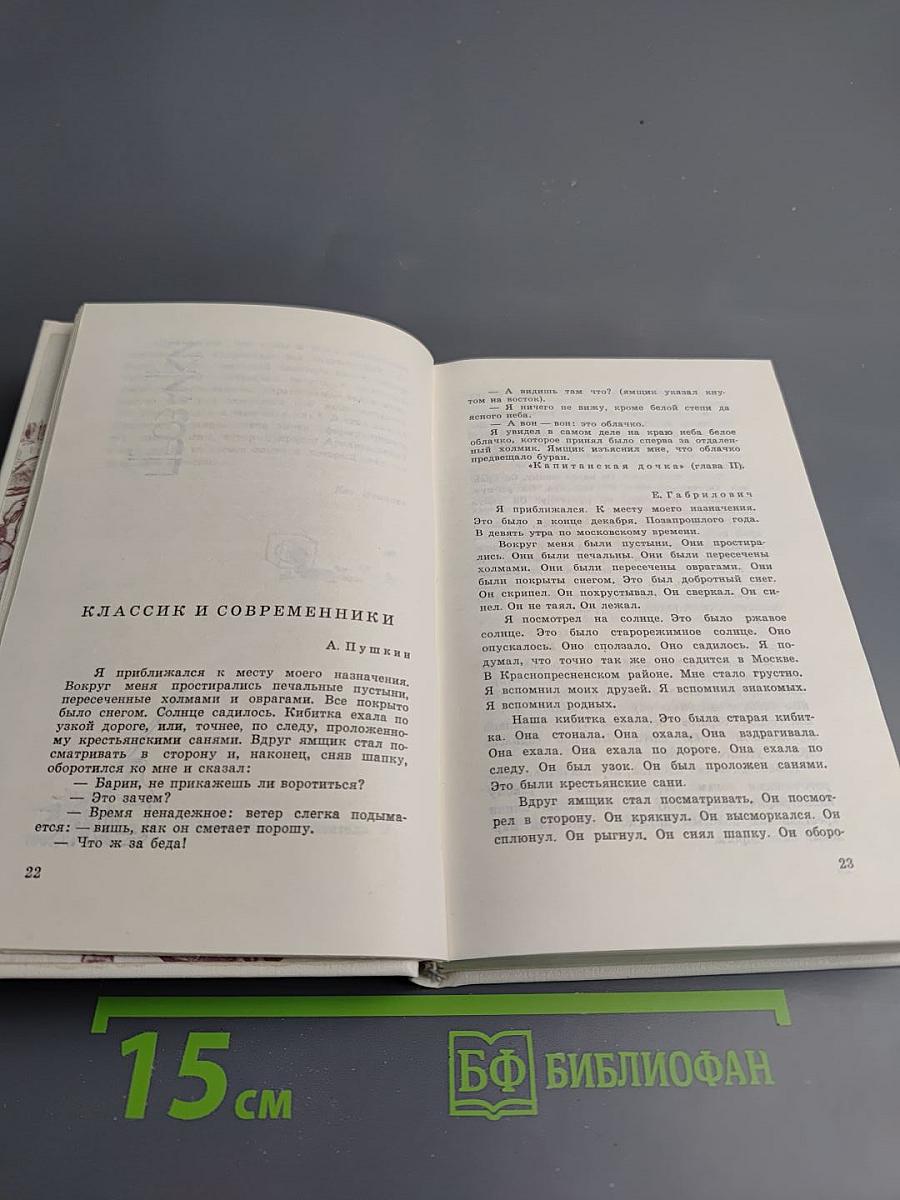 КЛАССИК И СОВРЕМЕННИКИ
А. Пушкин
Я приближался к месту моего назначения.
Вокруг меня простирались печальные пустыни,
пересеченные холмами и оврагами. Все покрыто
было снегом. Солнце садилось. Кибитка ехала по
узкой дороге, или, точнее, по следу, проложенно-
му крестьянскими санями. Вдруг ямщик стал по-
сматривать в сторону и, наконец, сняв шапку,
оборотился ко мне и сказал:
— Барин, не прикажешь ли воротиться?
— Это зачем?
— Время ненадежное: ветер слегка подыма-
ется: — вишь, как он сметает порошу.
— Что ж за беда!
22
— А видишь там что? (ямщик указал кну-
том на восток).
— Я ничего не вижу, кроме белой степи да
ясного неба.
— А вон — вон: это облачко.
Я увидел в самом деле на краю неба белое
облачко, которое принял было сперва за отдален-
ный холмик. Ямщик изъяснил мне, что облачко
предвещало буран.
«Капитанская дочка» (глава II).
Е. Габрилович
Я приближался. К месту моего назначения.
Это было в конце декабря. Позапрошлого года.
В девять утра по московскому времени.
Вокруг меня были пустыни. Они простира-
лись. Они были печальны. Они были пересечены
холмами. Они были пересечены оврагами. Они
были покрыты снегом. Это был добротный снег.
Он скрипел. Он похрустывал. Он сверкал. Он си-
нел. Он не таял. Он лежал.
Я посмотрел на солнце. Это было ржавое
солнце. Это было старорежимное солнце. Оно
опускалось. Оно сползало. Оно садилось. Я по-
думал, что точно так же оно садится в Москве.
В Краснопресненском районе. Мне стало грустно.
Я вспомнил моих друзей. Я вспомнил знакомых.
Я вспомнил родных.
Наша кибитка ехала. Это была старая кибит-
ка. Она стонала. Она охала. Она вздрагивала.
Она ехала. Она ехала по дороге. Она ехала по
следу. Он был узок. Он был проложен санями.
Это были крестьянские сани.
Вдруг ямщик стал посматривать. Он посмот-
рел в сторону. Он крякнул. Он высморкался. Он
сплюнул. Он рыгнул. Он снял шапку. Он оборо-
23
15 см
БФ БИБЛИОФАН